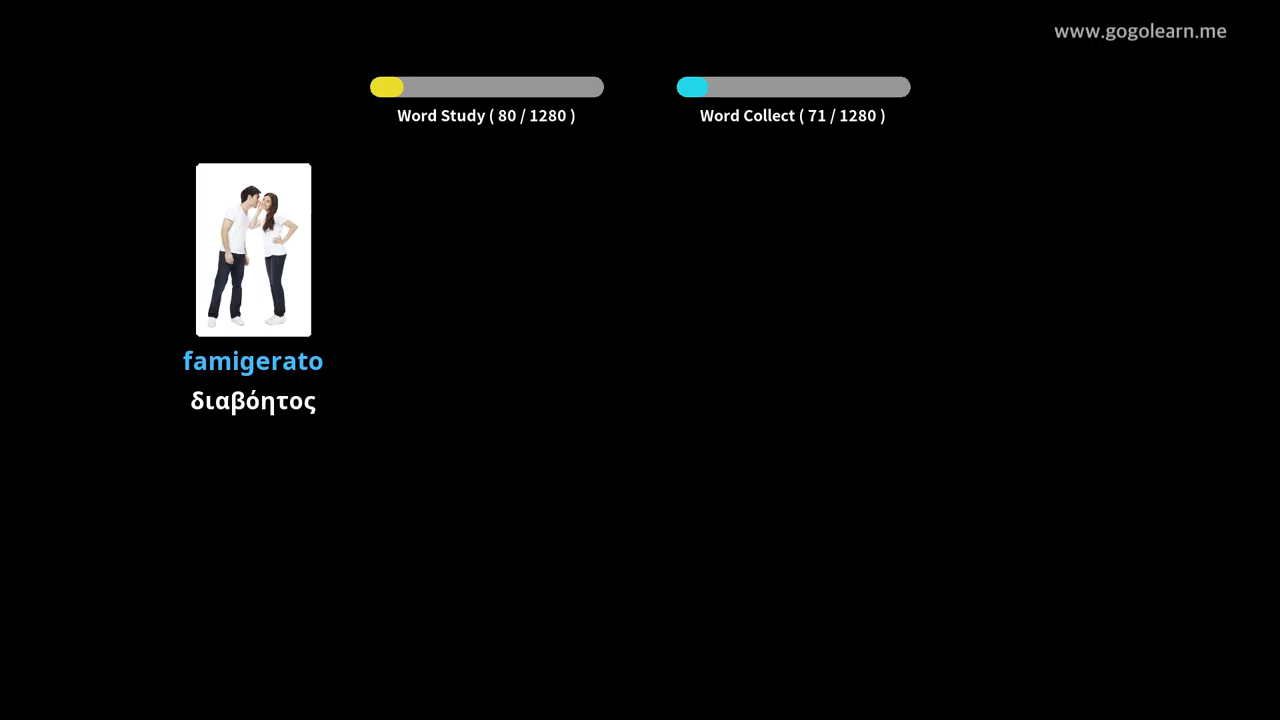 www.gogolearn.me
Word Study ( 80 / 1280 )
Word Collect ( 71 / 1280 )
famigerato
διαβόητος